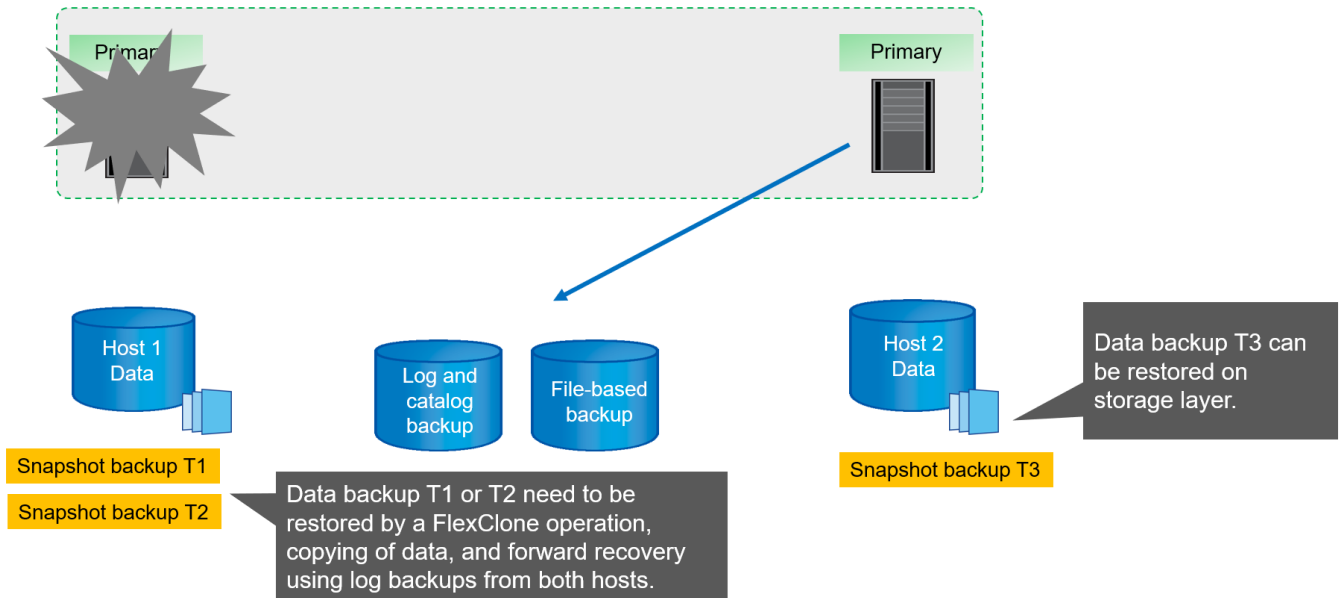 Primary
Primary
Host 1
Data
Log and
catalog
backup
File-based
backup
Host 2
Data
Data backup T3 can
be restored on
storage layer.
Snapshot backup T1
Snapshot backup T2
Snapshot backup T3
Data backup T1 or T2 need to be
restored by a FlexClone operation,
copying of data, and forward recovery
using log backups from both hosts.